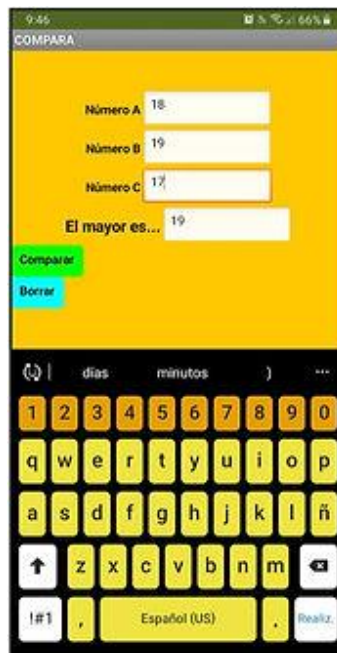 9:46 66%
COMPARA
Número A 18
Número B 19
Número C 17
El mayor es... 19
Comparar
Borrar
días minutos ) ...
1 2 3 4 5 6 7 8 9 0
q w e r t y u i o p
a s d f g h j k l ñ
z x c v b n m
!#1 , Español (US) . Realiz.